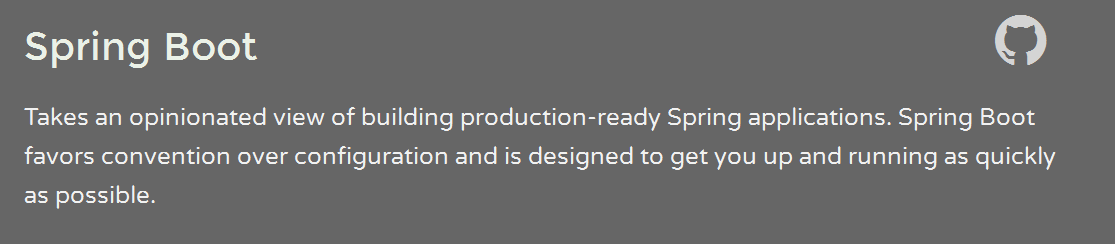 Spring Boot
Takes an opinionated view of building production-ready Spring applications. Spring Boot
favors convention over configuration and is designed to get you up and running as quickly
as possible.